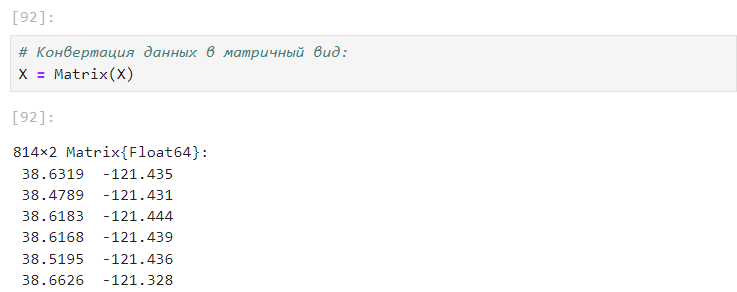 [92]:
# Конвертация данных в матричный вид:
X = Matrix(X)
[92]:
814×2 Matrix{Float64}:
38.6319  -121.435
38.4789  -121.431
38.6183  -121.444
38.6168  -121.439
38.5195  -121.436
38.6626  -121.328